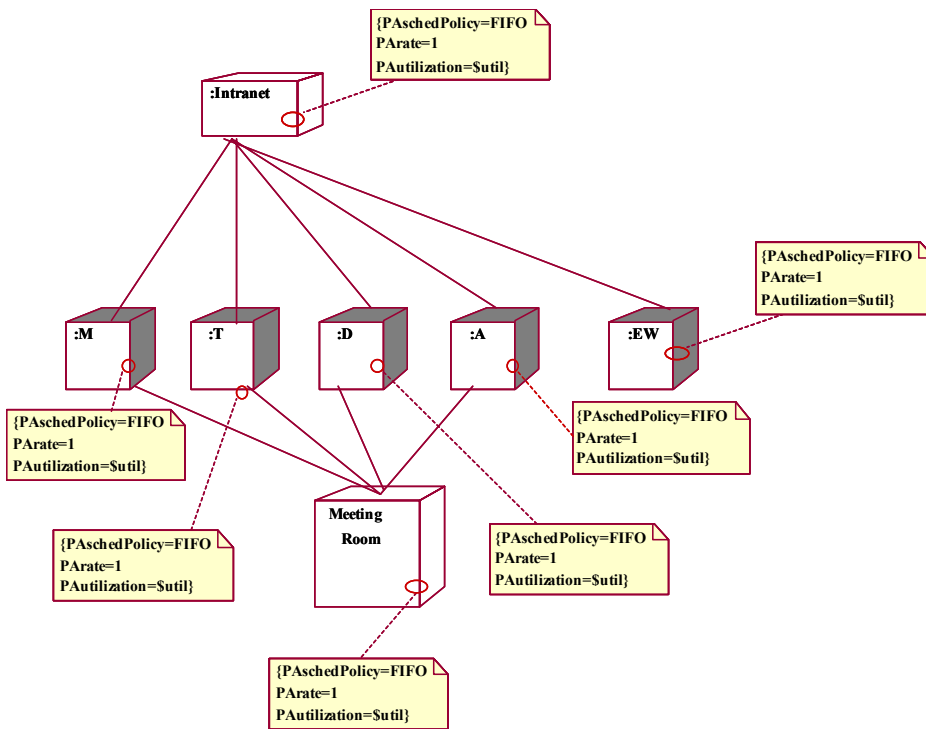 {PAschedPolicy=FIFO
PArate=1
PAutilization=$util}
:Intranet
{PAschedPolicy=FIFO
PArate=1
PAutilization=$util}
:M
:T
:D
:A
:EW
{PAschedPolicy=FIFO
PArate=1
PAutilization=$util}
{PAschedPolicy=FIFO
PArate=1
PAutilization=$util}
Meeting
Room
{PAschedPolicy=FIFO
PArate=1
PAutilization=$util}
{PAschedPolicy=FIFO
PArate=1
PAutilization=$util}
{PAschedPolicy=FIFO
PArate=1
PAutilization=$util}